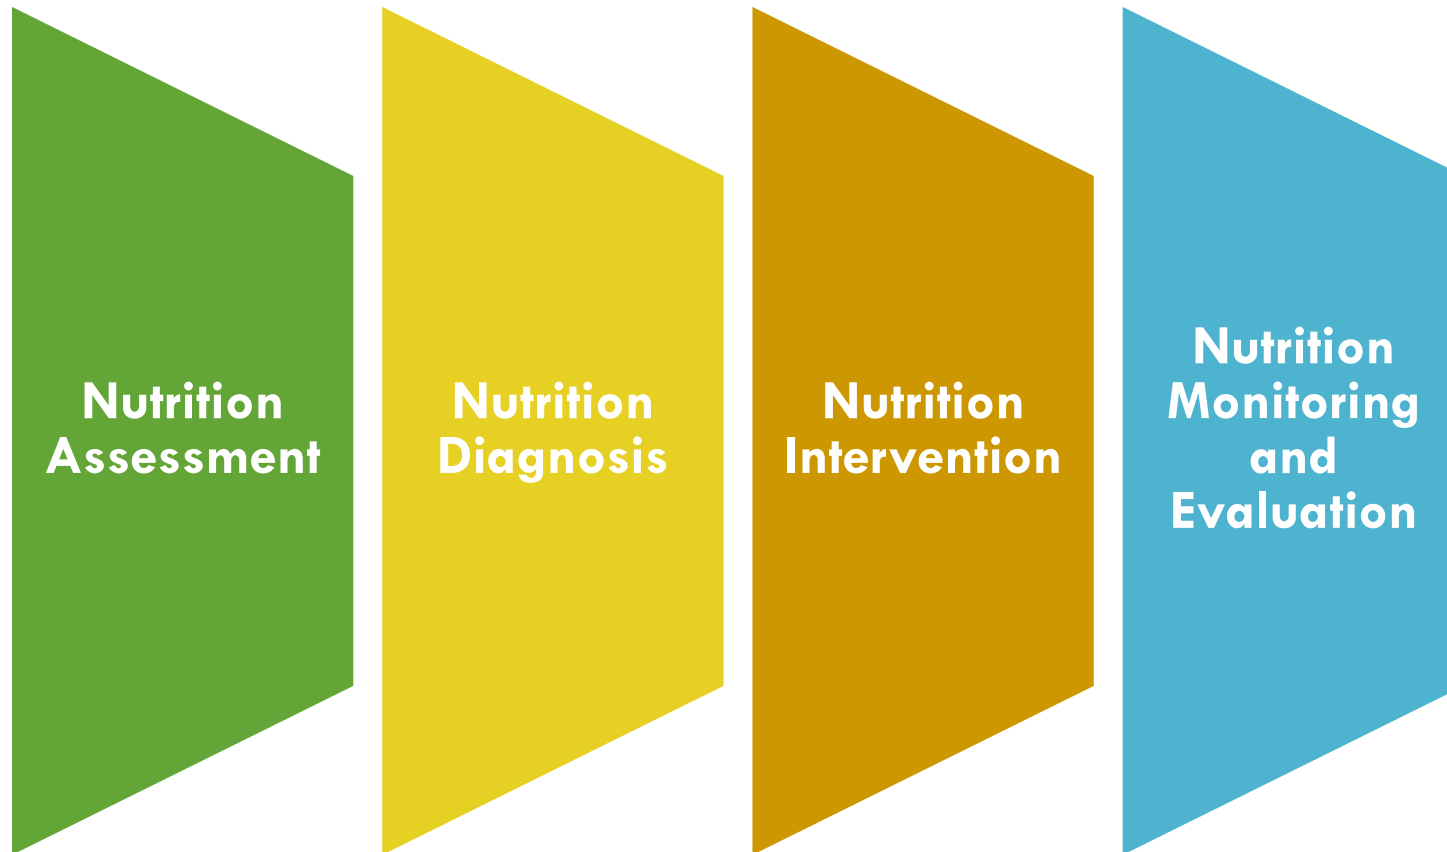 Nutrition
Assessment
Nutrition
Diagnosis
Nutrition
Intervention
Nutrition
Monitoring
and
Evaluation